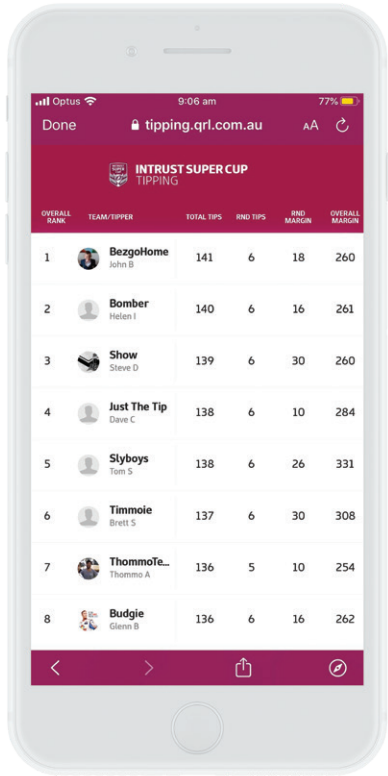 Optus 9:06 am 77%
Done tipping.qrl.com.au AA
INTRUST SUPER CUP
TIPPING
OVERALL RANK TEAM/TIPPER TOTAL TIPS RND TIPS RND MARGIN OVERALL MARGIN
1 BezgoHome 141 6 18 260
John B
2 Bomber 140 6 16 261
Helen I
3 Show 139 6 30 260
Steve D
4 Just The Tip 138 6 10 284
Dave C
5 Slyboys 138 6 26 331
Tom S
6 Timmoie 137 6 30 308
Brett S
7 ThommoTe... 136 5 10 254
Thommo A
8 Budgie 136 6 16 262
Glenn B